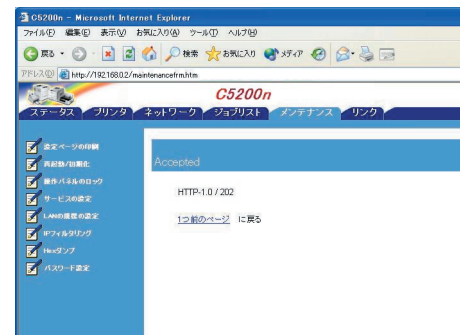 C5200n - Microsoft Internet Explorer
ファイル(F) 編集(E) 表示(V) お気に入り(A) ツール(T) ヘルプ(H)
戻る 検索 お気に入り メディア
アドレス(D) http://192.168.0.2/maintenancefrm.htm
C5200n
ステータス プリンタ ネットワーク ジョブリスト メンテナンス リンク
設定ページの印刷
再起動/初期化
操作パネルのロック
サービスの設定
LANの速度の設定
IPフィルタリング
Hexダンプ
パスワード設定
Accepted
HTTP-1.0 / 202
1つ前のページ に戻る